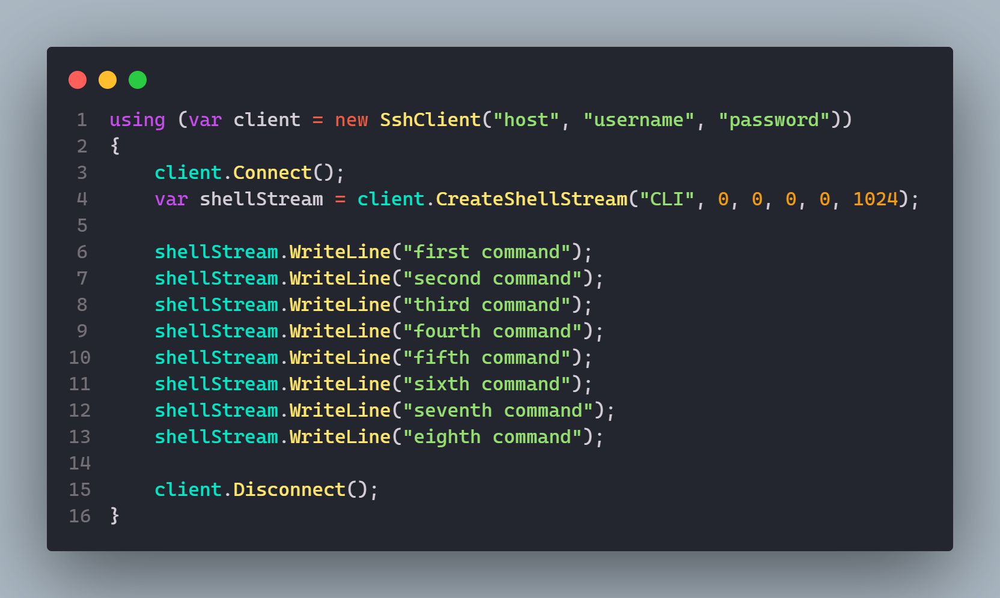 1 using (var client = new SshClient("host", "username", "password"))
2 {
3     client.Connect();
4     var shellStream = client.CreateShellStream("CLI", 0, 0, 0, 0, 1024);
5
6     shellStream.WriteLine("first command");
7     shellStream.WriteLine("second command");
8     shellStream.WriteLine("third command");
9     shellStream.WriteLine("fourth command");
10     shellStream.WriteLine("fifth command");
11     shellStream.WriteLine("sixth command");
12     shellStream.WriteLine("seventh command");
13     shellStream.WriteLine("eighth command");
14
15     client.Disconnect();
16 }